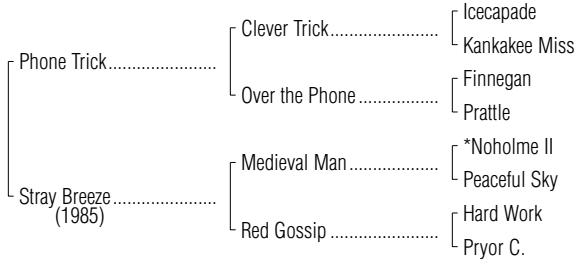 Icecapade
Clever Trick....................
Kankakee Miss
Phone Trick......................
Finnegan
Over the Phone ...............
Prattle
*Noholme II
Medieval Man.................
Peaceful Sky
Stray Breeze.....................
(1985)
Hard Work
Red Gossip ....................
Pryor C.